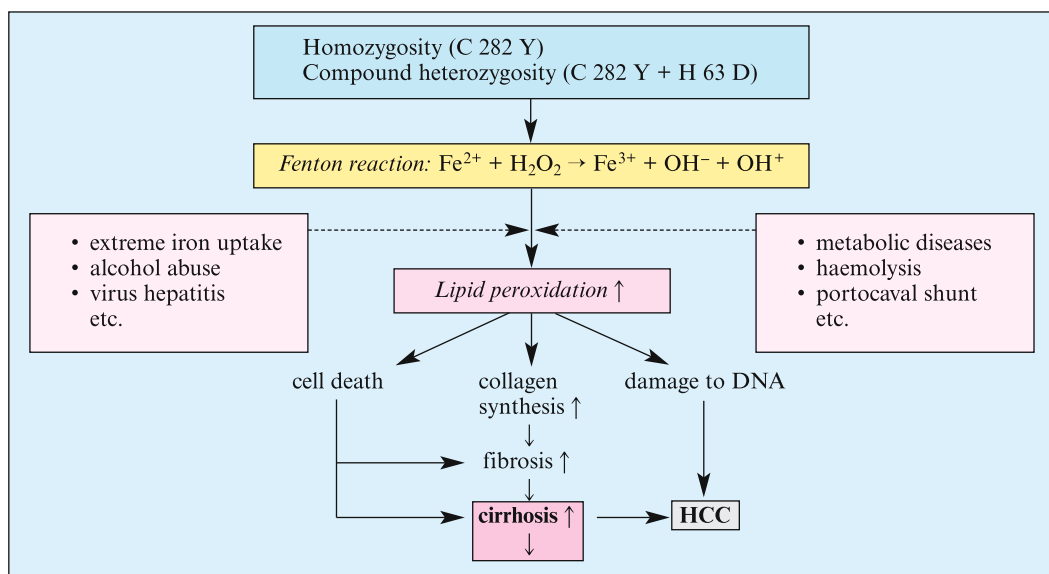 Homozygosity (C 282 Y)
Compound heterozygosity (C 282 Y + H 63 D)
Fenton reaction: Fe²⁺ + H₂O₂ → Fe³⁺ + OH⁻ + OH⁺
• extreme iron uptake
• alcohol abuse
• virus hepatitis
etc.
• metabolic diseases
• haemolysis
• portocaval shunt
etc.
Lipid peroxidation ↑
cell death
collagen
synthesis ↑
damage to DNA
↓
fibrosis ↑
↓
cirrhosis ↑
↓
HCC